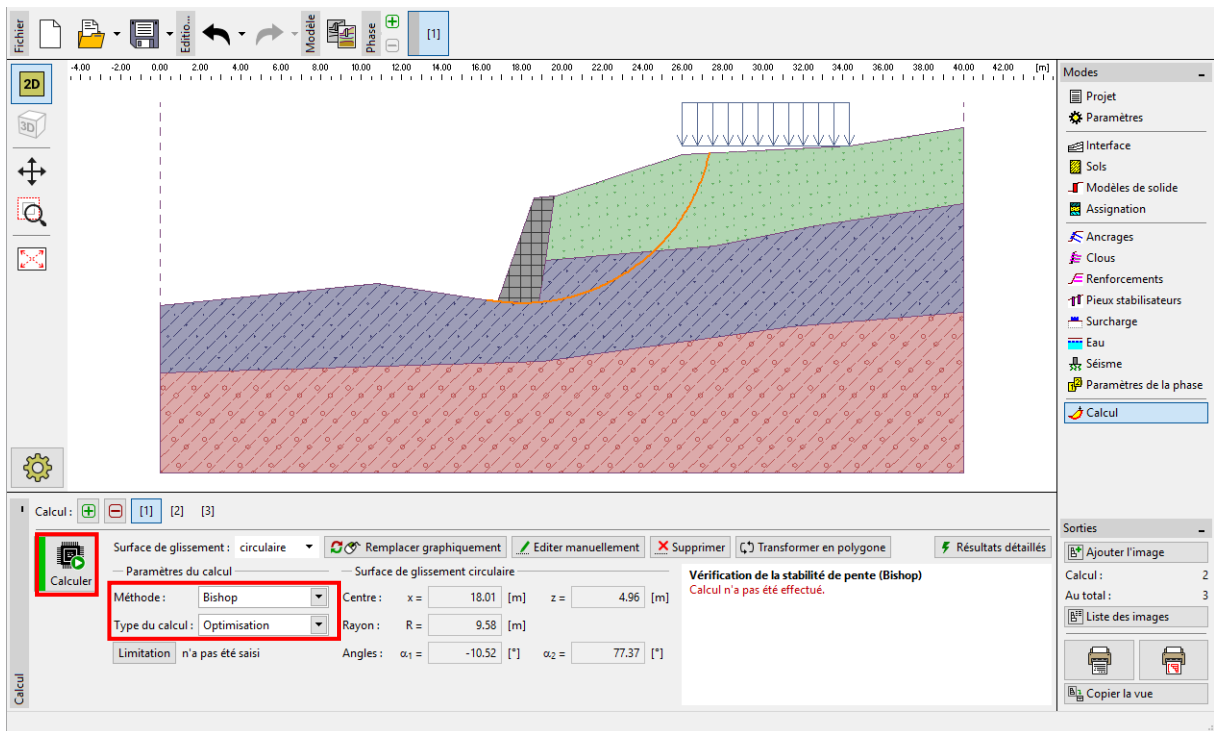 Fichier
Editio...
Modèle
Phase
[1]
-4.00 -2.00 0.00 2.00 4.00 6.00 8.00 10.00 12.00 14.00 16.00 18.00 20.00 22.00 24.00 26.00 28.00 30.00 32.00 34.00 36.00 38.00 40.00 42.00 [m]
2D
3D
Modes
Projet
Paramètres
Interface
Sols
Modèles de solide
Assignation
Ancrages
Clous
Renforcements
Pieux stabilisateurs
Surcharge
Eau
Séisme
Paramètres de la phase
Calcul
Calcul : [1] [2] [3]
Calculer
Surface de glissement : circulaire Remplacer graphiquement Editer manuellement Supprimer Transformer en polygone Résultats détaillés
Paramètres du calcul
Méthode : Bishop
Type du calcul : Optimisation
Limitation n'a pas été saisi
Surface de glissement circulaire
Centre : x = 18.01 [m] z = 4.96 [m]
Rayon : R = 9.58 [m]
Angles : α1 = -10.52 [°] α2 = 77.37 [°]
Vérification de la stabilité de pente (Bishop)
Calcul n'a pas été effectué.
Calcul
Sorties
Ajouter l'image
Calcul : 2
Au total : 3
Liste des images
Copier la vue